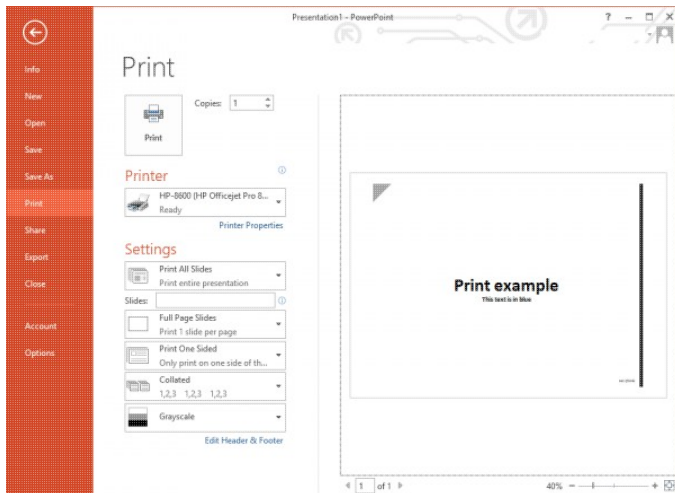 Presentation1 - PowerPoint
?
Info
New
Open
Save
Save As
Print
Share
Export
Close
Account
Options
Print
Print
Copies: 1
Printer
HP-8600 (HP Officejet Pro 8...
Ready
Printer Properties
Settings
Print All Slides
Print entire presentation
Slides:
Full Page Slides
Print 1 slide per page
Print One Sided
Only print on one side of th...
Collated
1,2,3 1,2,3 1,2,3
Grayscale
Edit Header & Footer
Print example
This text is in blue
1 of 1
40%